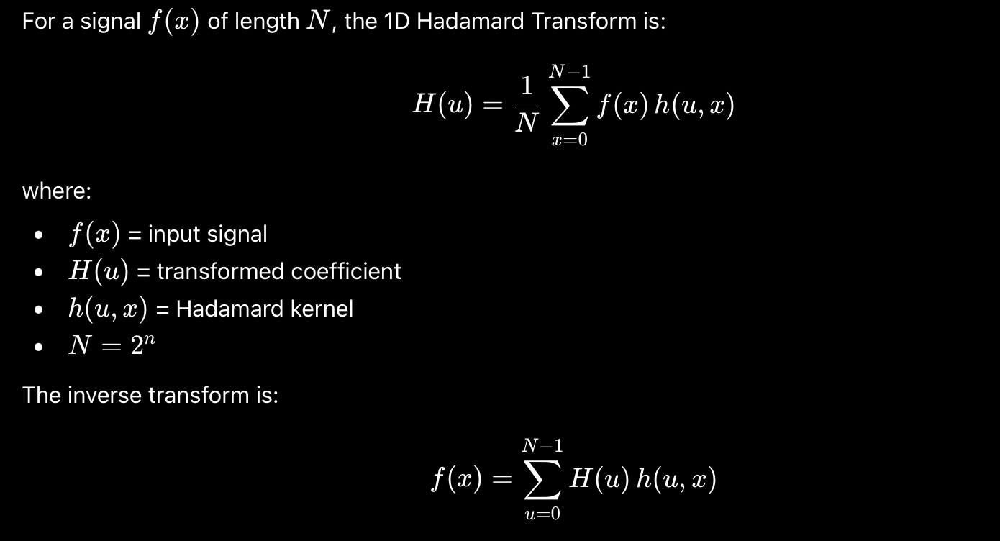 For a signal f(x) of length N, the 1D Hadamard Transform is:
H(u) = \frac{1}{N} \sum_{x=0}^{N-1} f(x) h(u, x)
where:
• f(x) = input signal
• H(u) = transformed coefficient
• h(u, x) = Hadamard kernel
• N = 2^n
The inverse transform is:
f(x) = \sum_{u=0}^{N-1} H(u) h(u, x)